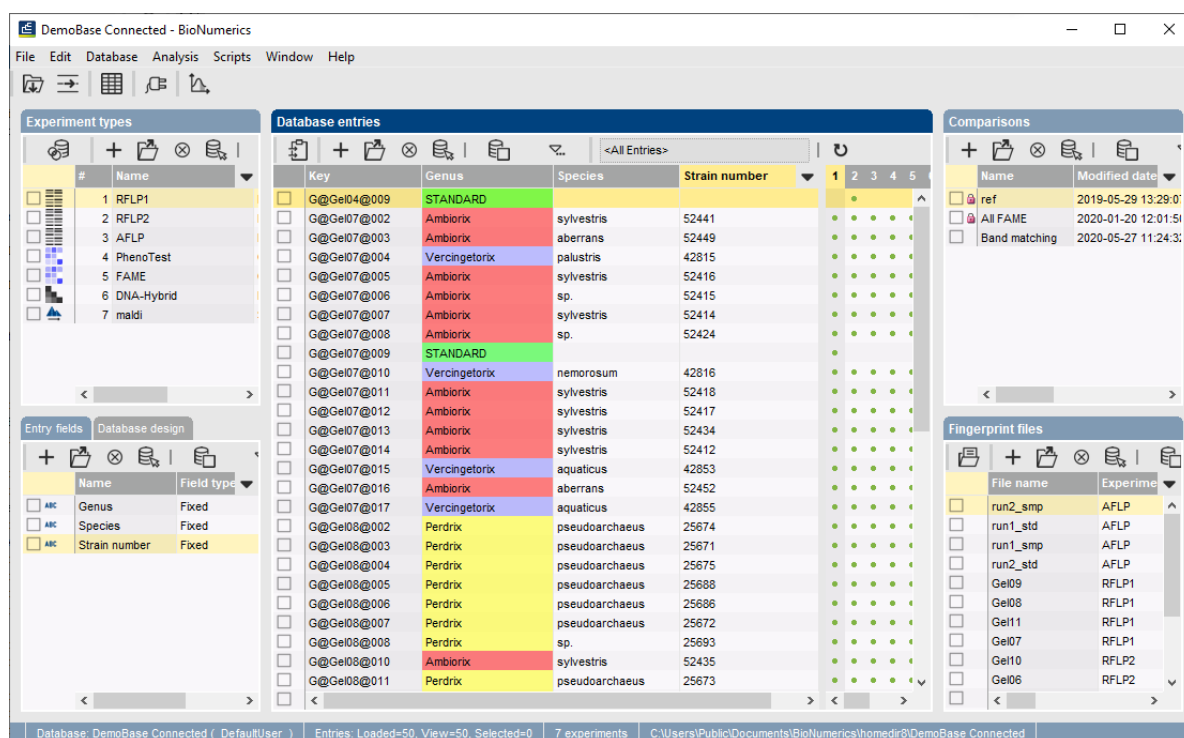 DemoBase Connected - BioNumerics
File Edit Database Analysis Scripts Window Help
Experiment types
# Name
1 RFLP1
2 RFLP2
3 AFLP
4 PhenoTest
5 FAME
6 DNA-Hybrid
7 maldi
Entry fields Database design
Name Field type
ABC Genus Fixed
ABC Species Fixed
ABC Strain number Fixed
Database entries
<All Entries>
Key Genus Species Strain number 1 2 3 4 5
G@Gel04@009 STANDARD
G@Gel07@002 Ambiorix sylvestris 52441
G@Gel07@003 Ambiorix aberrans 52449
G@Gel07@004 Vercingetorix palustris 42815
G@Gel07@005 Ambiorix sylvestris 52416
G@Gel07@006 Ambiorix sp. 52415
G@Gel07@007 Ambiorix sylvestris 52414
G@Gel07@008 Ambiorix sp. 52424
G@Gel07@009 STANDARD
G@Gel07@010 Vercingetorix nemorosum 42816
G@Gel07@011 Ambiorix sylvestris 52418
G@Gel07@012 Ambiorix sylvestris 52417
G@Gel07@013 Ambiorix sylvestris 52434
G@Gel07@014 Ambiorix sylvestris 52412
G@Gel07@015 Vercingetorix aquaticus 42853
G@Gel07@016 Ambiorix aberrans 52452
G@Gel07@017 Vercingetorix aquaticus 42855
G@Gel08@002 Perdrix pseudoarchaeus 25674
G@Gel08@003 Perdrix pseudoarchaeus 25671
G@Gel08@004 Perdrix pseudoarchaeus 25675
G@Gel08@005 Perdrix pseudoarchaeus 25688
G@Gel08@006 Perdrix pseudoarchaeus 25686
G@Gel08@007 Perdrix pseudoarchaeus 25672
G@Gel08@008 Perdrix sp. 25693
G@Gel08@010 Ambiorix sylvestris 52435
G@Gel08@011 Perdrix pseudoarchaeus 25673
Comparisons
Name Modified date
ref 2019-05-29 13:29:0
All FAME 2020-01-20 12:01:5
Band matching 2020-05-27 11:24:3
Fingerprint files
File name Experime
run2_smp AFLP
run1_std AFLP
run1_smp AFLP
run2_std AFLP
Gel09 RFLP1
Gel08 RFLP1
Gel11 RFLP1
Gel07 RFLP1
Gel10 RFLP2
Gel06 RFLP2
Database: DemoBase Connected (_DefaultUser_) Entries: Loaded=50, View=50, Selected=0 7 experiments C:\Users\Public\Documents\BioNumerics\homedir8\DemoBase Connected